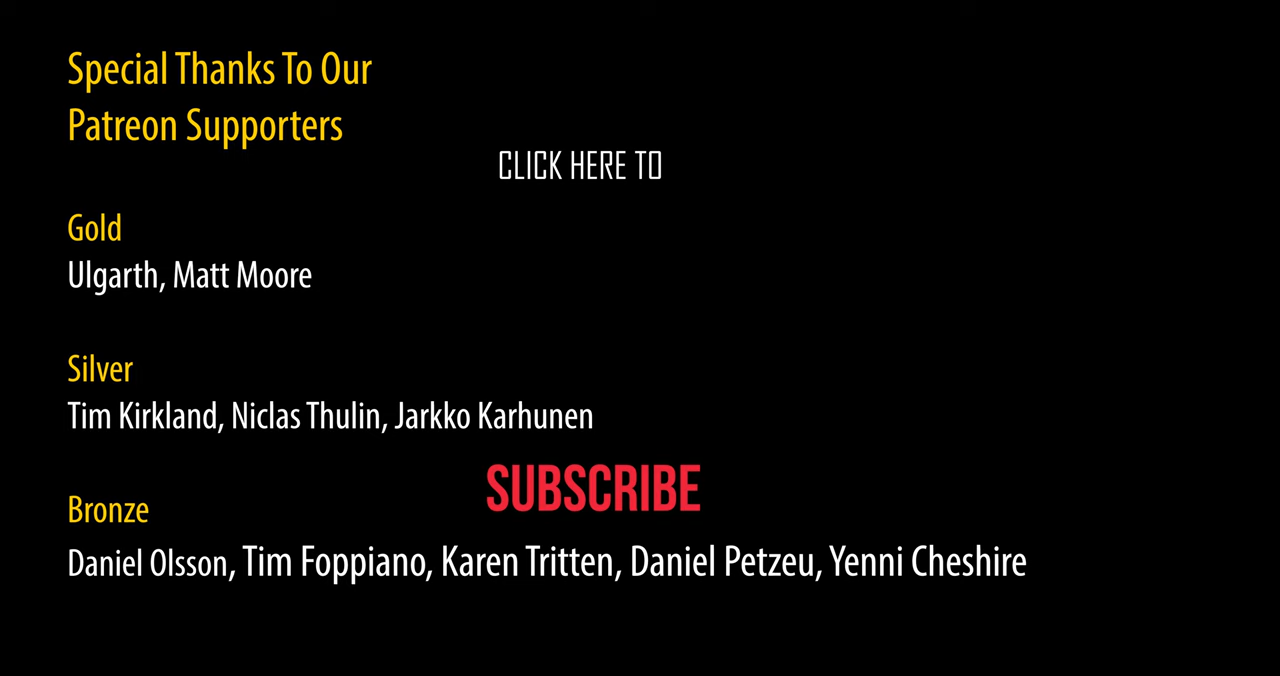 Special Thanks To Our
Patreon Supporters
CLICK HERE TO
Gold
Ulgarth, Matt Moore
Silver
Tim Kirkland, Niclas Thulin, Jarkko Karhunen
SUBSCRIBE
Bronze
Daniel Olsson, Tim Foppiano, Karen Tritten, Daniel Petzeu, Yenni Cheshire